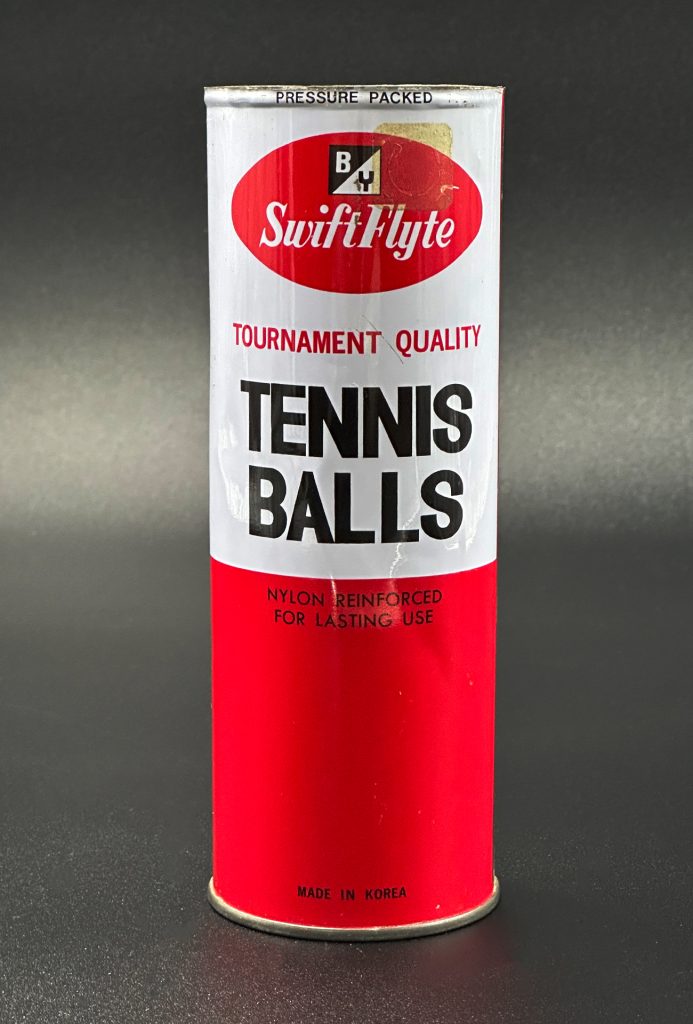 PRESSURE PACKED
B
Y
SwiftFlyte
TOURNAMENT QUALITY
TENNIS
BALLS
NYLON REINFORCED
FOR LASTING USE
MADE IN KOREA